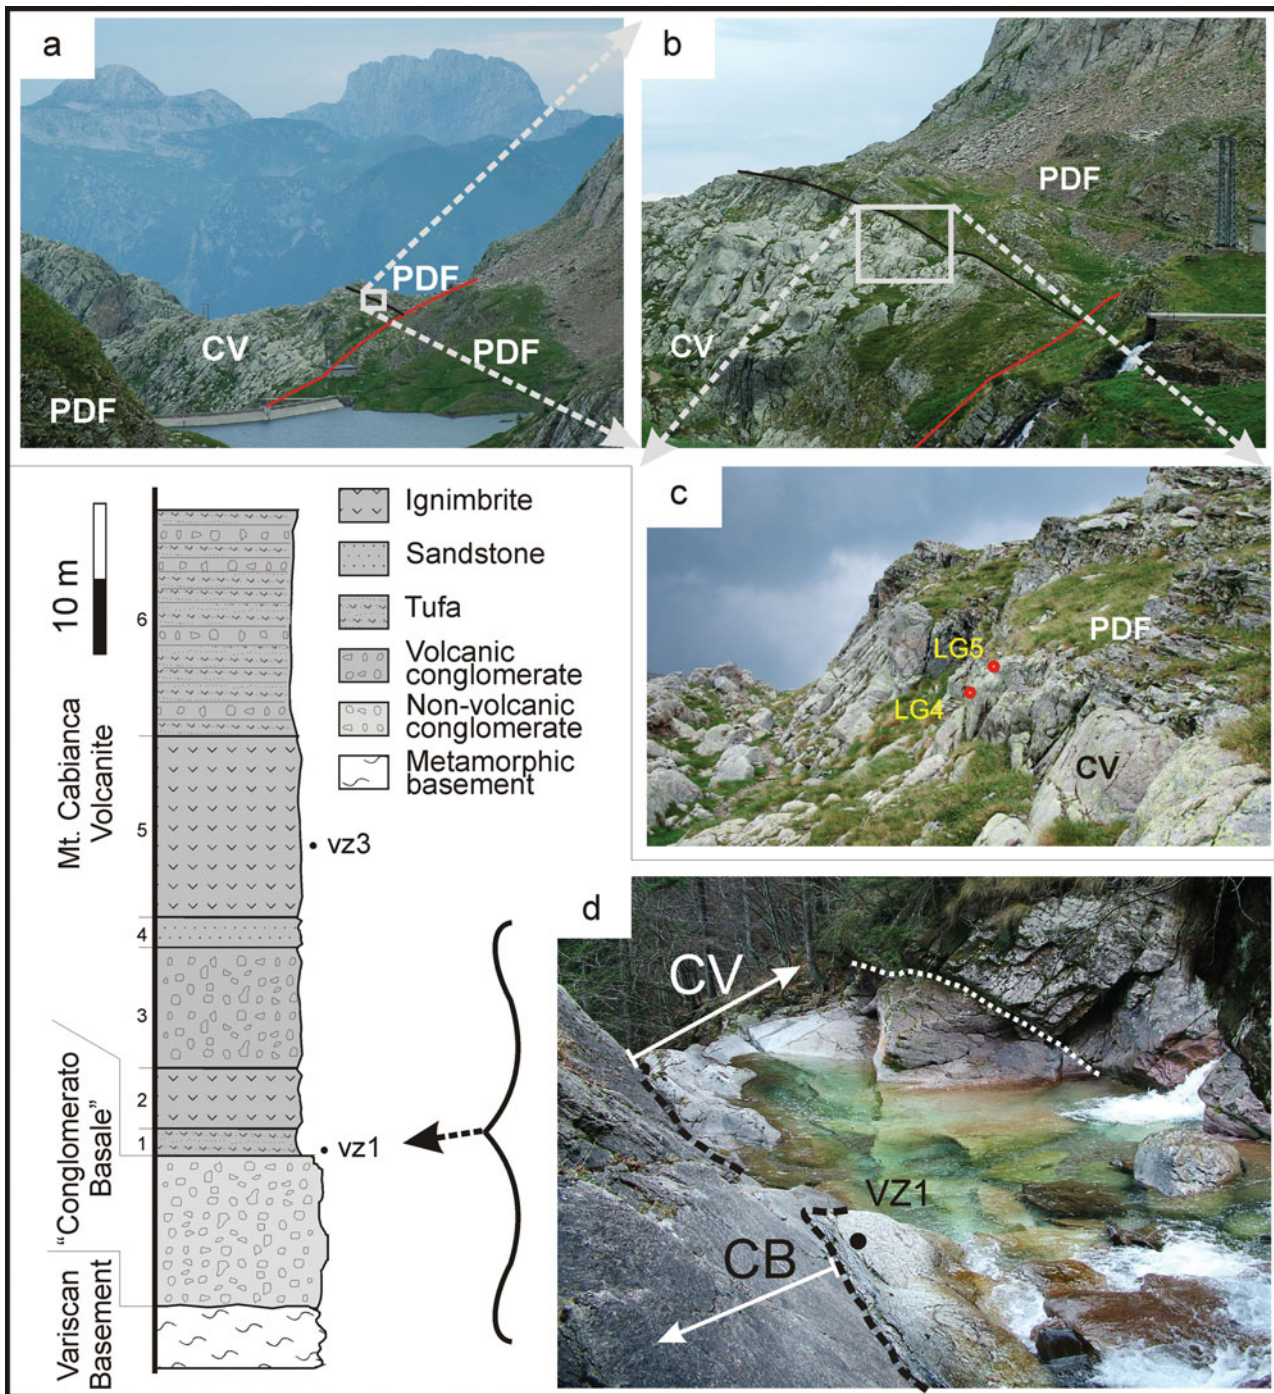 a
PDF
CV
PDF
PDF
b
PDF
CV
c
LG5
PDF
LG4
CV
10 m
Ignimbrite
Sandstone
Tufa
Volcanic
conglomerate
Non-volcanic
conglomerate
Metamorphic
basement
Mt. Cabianca
Volcanite
"Conglomerato
Basale"
Variscan
Basement
6
5
4
3
2
1
vz3
vz1
d
CV
VZ1
CB